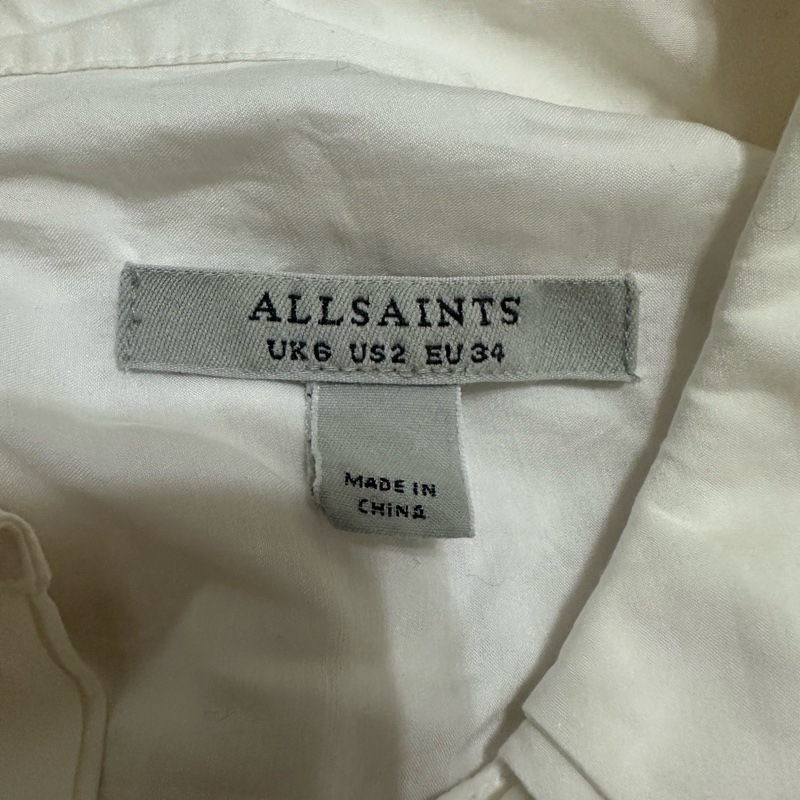 ALLSAINTS
UK6 US2 EU34
MADE IN
CHINA